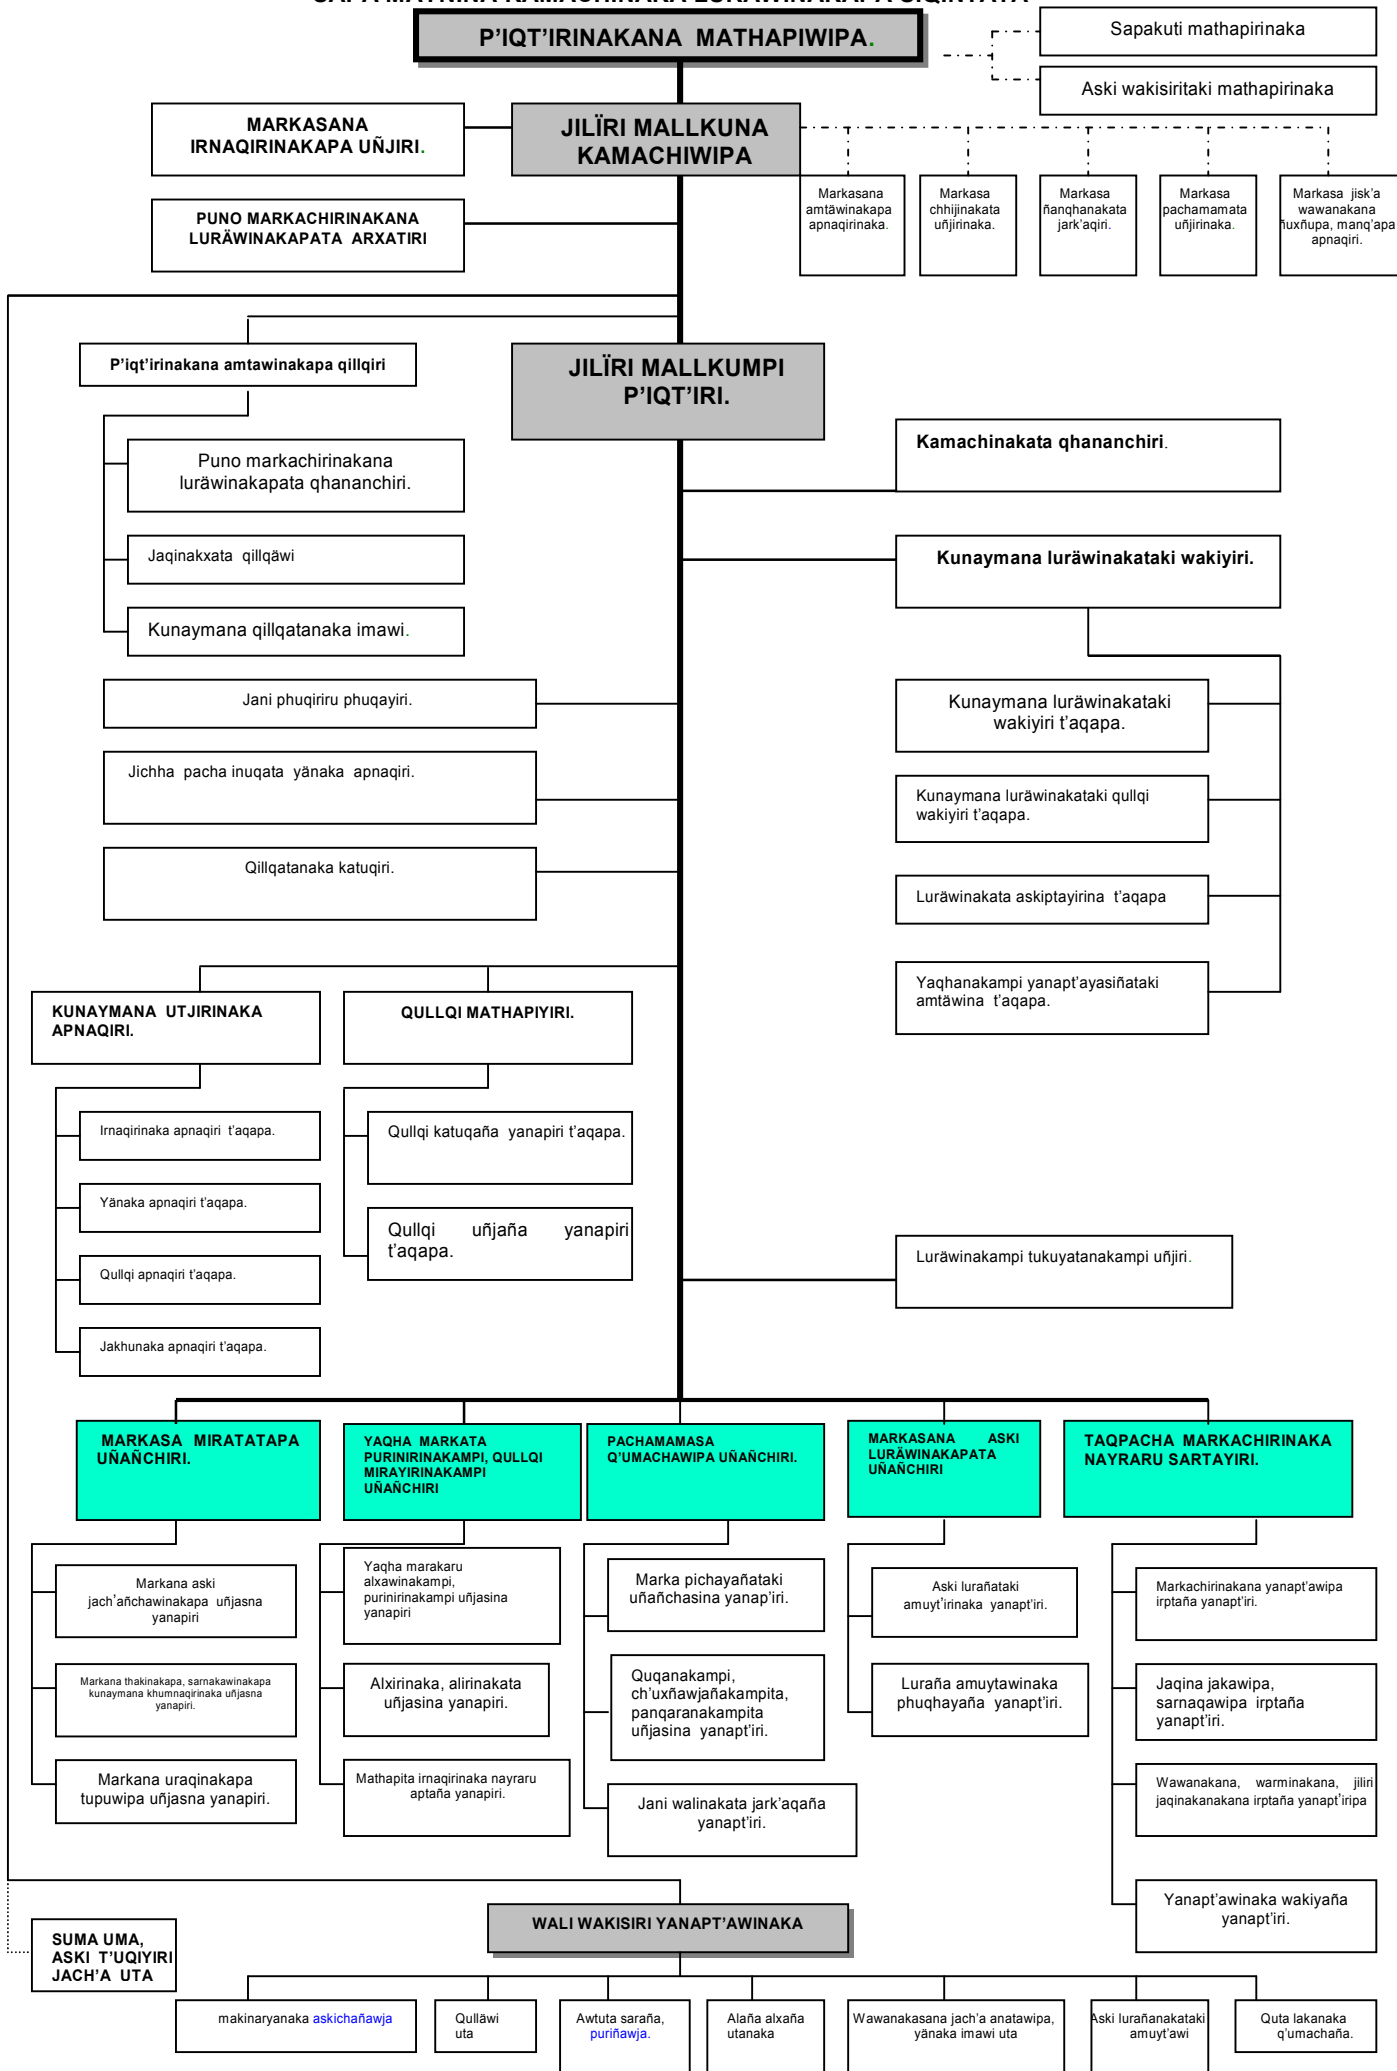 P'IQT'IRINAKANA MATHAPIWIPA.
Sapakuti mathapirinaka
Aski wakisiritaki mathapirinaka
MARKASANA
IRNAQIRINAKAPA UÑJIRI.
JILÏRI MALLKUNA
KAMACHIWIPA
PUNO MARKACHIRINAKANA
LURÄWINAKAPATA ARXATIRI
Markasana
amtäwinakapa
apnaqirinaka.
Markasa
chhijinakata
uñjirinaka.
Markasa
ñanqhanakata
jark'aqiri.
Markasa
pachamamata
uñjirinaka.
Markasa jisk'a
wawanakana
ñuxñupa, manq'apa
apnaqiri.
P'iqt'irinakana amtawinakapa qillqiri
JILÏRI MALLKUMPI
P'IQT'IRI.
Puno markachirinakana
luräwinakapata qhananchiri.
Jaqinakxata qillqäwi
Kunaymana qillqatanaka imawi.
Kamachinakata qhananchiri.
Kunaymana luräwinakataki wakiyiri.
Kunaymana luräwinakataki
wakiyiri t'aqapa.
Kunaymana luräwinakataki qullqi
wakiyiri t'aqapa.
Luräwinakata askiptayirina t'aqapa
Yaqhanakampi yanapt'ayasiñataki
amtäwina t'aqapa.
Jani phuqiriru phuqayiri.
Jichha pacha inuqata yänaka apnaqiri.
Qillqatanaka katuqiri.
KUNAYMANA UTJIRINAKA
APNAQIRI.
QULLQI MATHAPIYIRI.
Irnaqirinaka apnaqiri t'aqapa.
Yänaka apnaqiri t'aqapa.
Qullqi apnaqiri t'aqapa.
Jakhunaka apnaqiri t'aqapa.
Qullqi katuqaña yanapiri t'aqapa.
Qullqi uñjaña yanapiri
t'aqapa.
Luräwinakampi tukuyatanakampi uñjiri.
MARKASA MIRATATAPA
UÑAÑCHIRI.
YAQHA MARKATA
PURINIRINAKAMPI, QULLQI
MIRAYIRINAKAMPI
UÑAÑCHIRI
PACHAMAMASA
Q'UMACHAWIPA UÑAÑCHIRI.
MARKASANA ASKI
LURÄWINAKAPATA
UÑAÑCHIRI
TAQPACHA MARKACHIRINAKA
NAYRARU SARTAYIRI.
Markana aski
jach'añchawinakapa uñjasna
yanapiri
Markana thakinakapa, sarnakawinakapa
kunaymana khumnaqirinaka uñjasna
yanapiri.
Markana uraqinakapa
tupuwipa uñjasna yanapiri.
Yaqha marakaru
alxawinakampi,
purinirinakampi uñjasina
yanapiri
Alxirinaka, alirinakata
uñjasina yanapiri.
Mathapita irnaqirinaka nayraru
aptaña yanapiri.
Marka pichayañataki
uñañchasina yanap'iri.
Quqanakampi,
ch'uxñawjañakampita,
panqaranakampita
uñjasina yanapt'iri.
Jani walinakata jark'aqaña
yanapt'iri.
Aski lurañataki
amuyt'irinaka yanapt'iri.
Luraña amuytawinaka
phuqhayaña yanapt'iri.
Markachirinakana yanapt'awipa
irptaña yanapt'iri.
Jaqina jakawipa,
sarnaqawipa irptaña
yanapt'iri.
Wawanakana, warminakana, jiliri
jaqinakanakana irptaña yanapt'iripa
Yanapt'awinaka wakiyaña
yanapt'iri.
SUMA UMA,
ASKI T'UQIYIRI
JACH'A UTA
WALI WAKISIRI YANAPT'AWINAKA
makinaryanaka askichañawja
Qulläwi
uta
Awtuta saraña,
puriñawja.
Alaña alxaña
utanaka
Wawanakasana jach'a anatawipa,
yänaka imawi uta
Aski lurañanakataki
amuyt'awi
Quta lakanaka
q'umachaña.